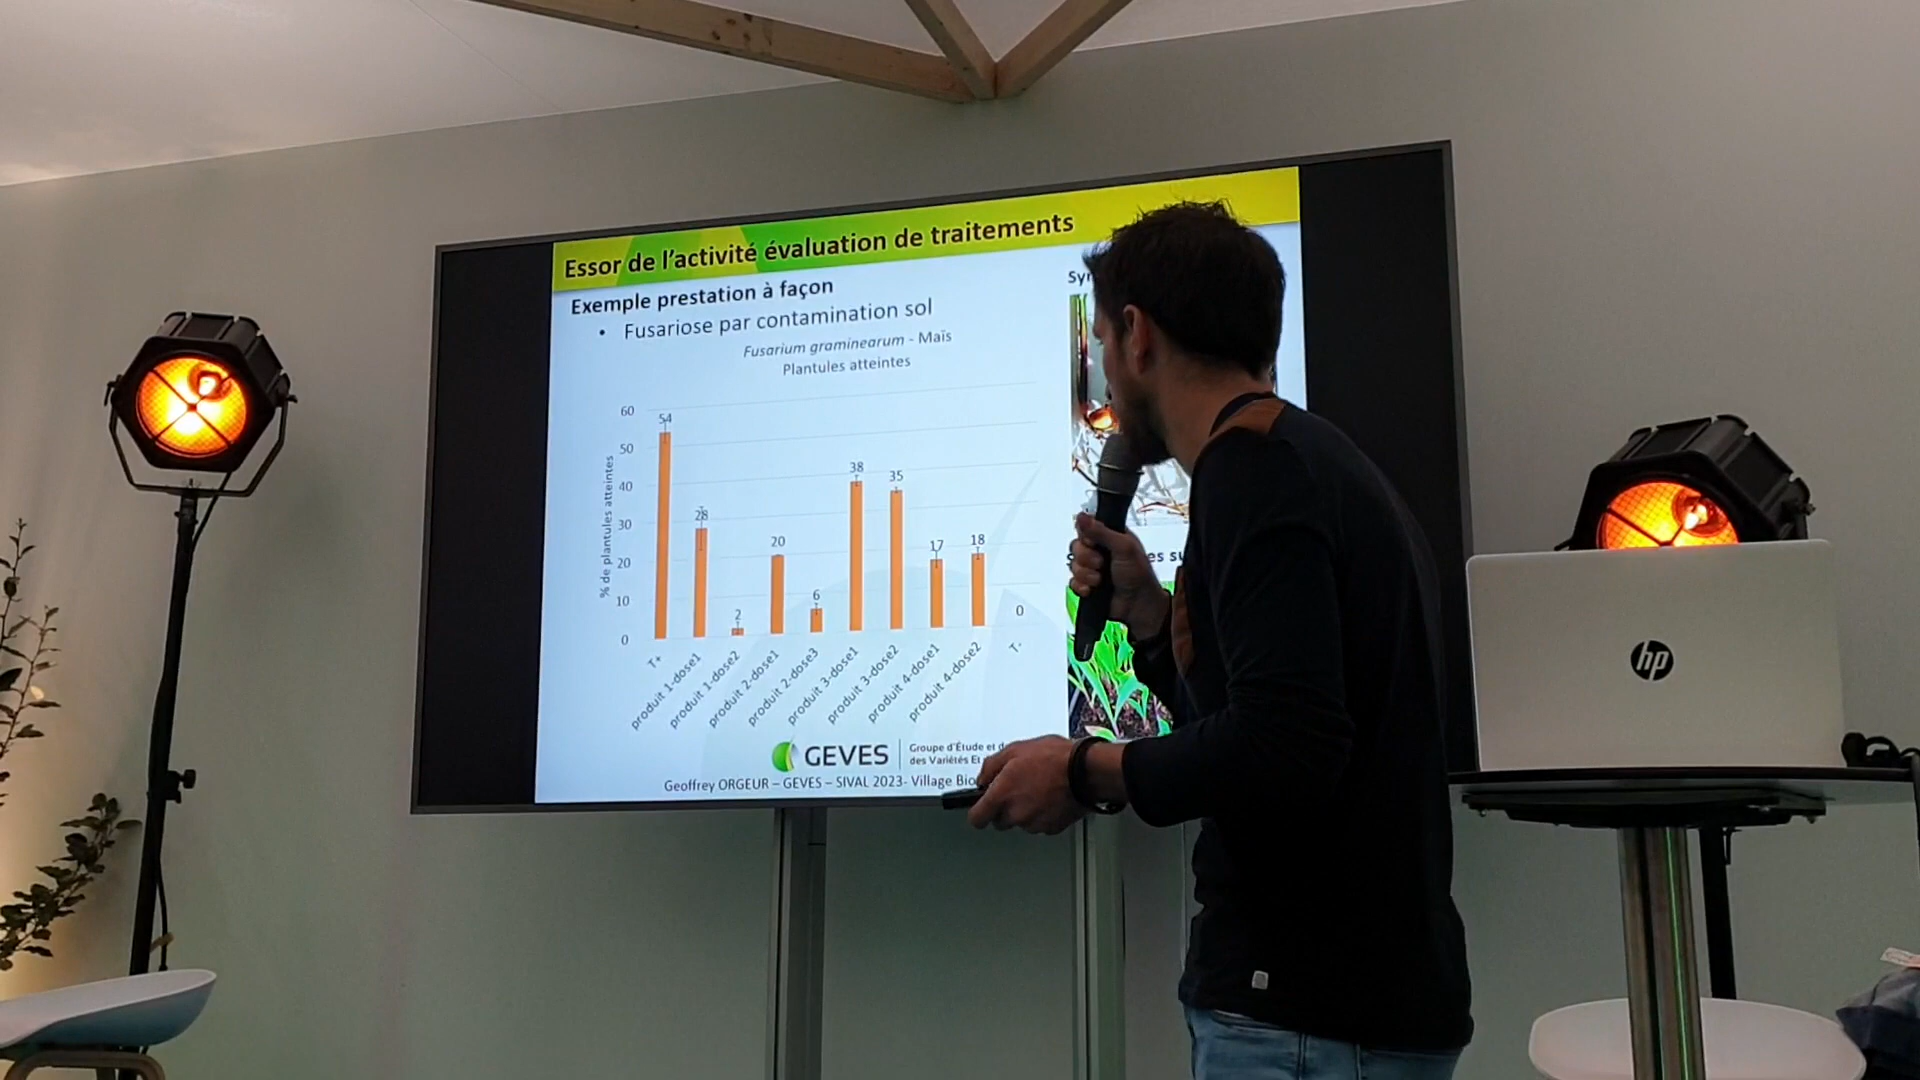 Essor de l'activité évaluation de traitements
Exemple prestation à façon
• Fusariose par contamination sol
Fusarium graminearum - Maïs
Plantules atteintes
% de plantules atteintes
60
50
40
30
20
10
0
54
28
2
20
6
38
35
17
18
0
T+
produit 1-dose1
produit 1-dose2
produit 2-dose1
produit 2-dose3
produit 3-dose1
produit 3-dose2
produit 4-dose1
produit 4-dose2
T-
GEVES
Groupe d'Étude et
des Variétés Et
Geoffrey ORGEUR – GEVES – SIVAL 2023- Village
hp